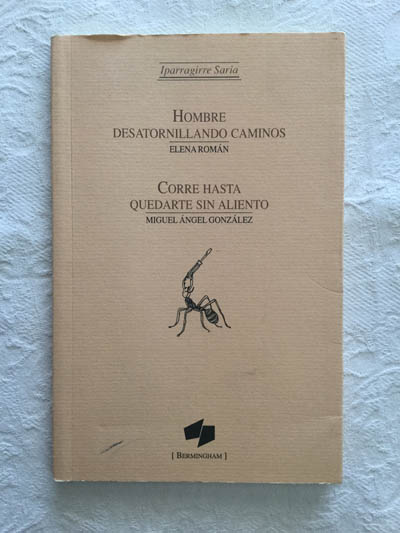 Iparragirre Saria
HOMBRE
DESATORNILLANDO CAMINOS
ELENA ROMÁN
CORRE HASTA
QUEDARTE SIN ALIENTO
MIGUEL ÁNGEL GONZÁLEZ
[ BERMINGHAM ]